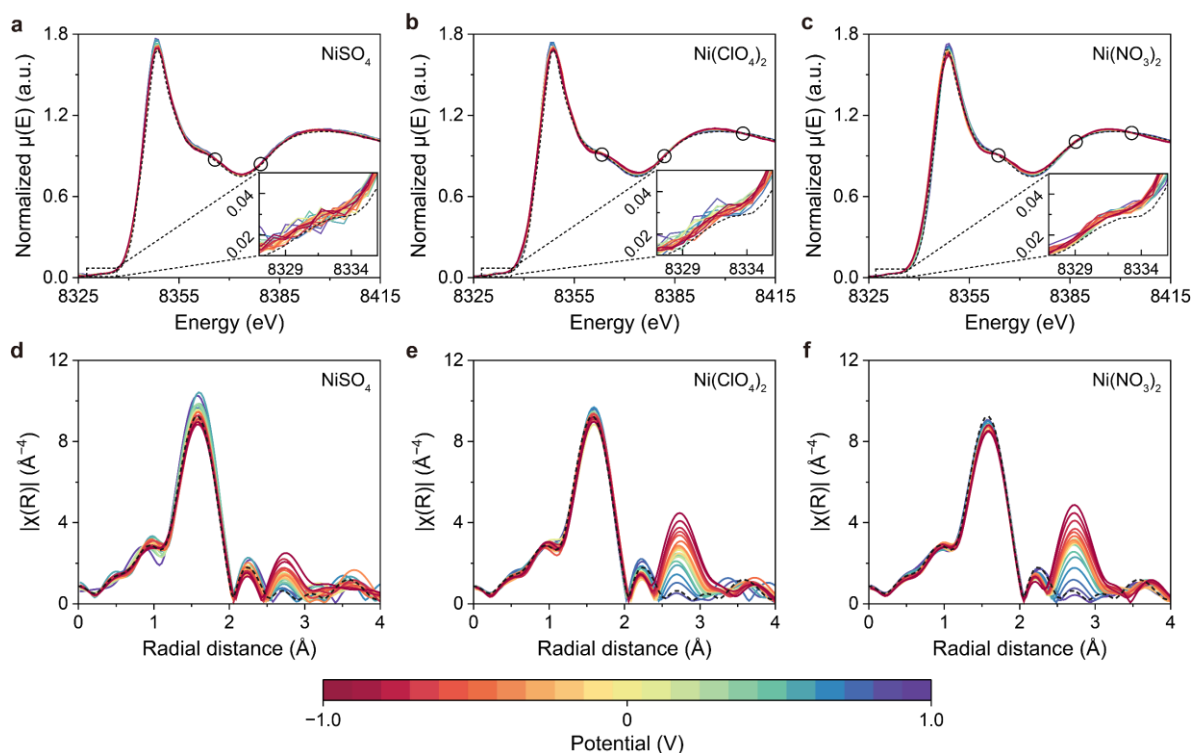 a
NiSO₄
Normalized μ(E) (a.u.)
1.8
1.2
0.6
0.0
0.04
0.02
8329 8334
8325 8355 8385 8415
Energy (eV)
b
Ni(ClO₄)₂
Normalized μ(E) (a.u.)
1.8
1.2
0.6
0.0
0.04
0.02
8329 8334
8325 8355 8385 8415
Energy (eV)
c
Ni(NO₃)₂
Normalized μ(E) (a.u.)
1.8
1.2
0.6
0.0
0.04
0.02
8329 8334
8325 8355 8385 8415
Energy (eV)
d
NiSO₄
|χ(R)| (Å⁻⁴)
12
8
4
0
0 1 2 3 4
Radial distance (Å)
e
Ni(ClO₄)₂
|χ(R)| (Å⁻⁴)
12
8
4
0
0 1 2 3 4
Radial distance (Å)
f
Ni(NO₃)₂
|χ(R)| (Å⁻⁴)
12
8
4
0
0 1 2 3 4
Radial distance (Å)
−1.0 0 1.0
Potential (V)